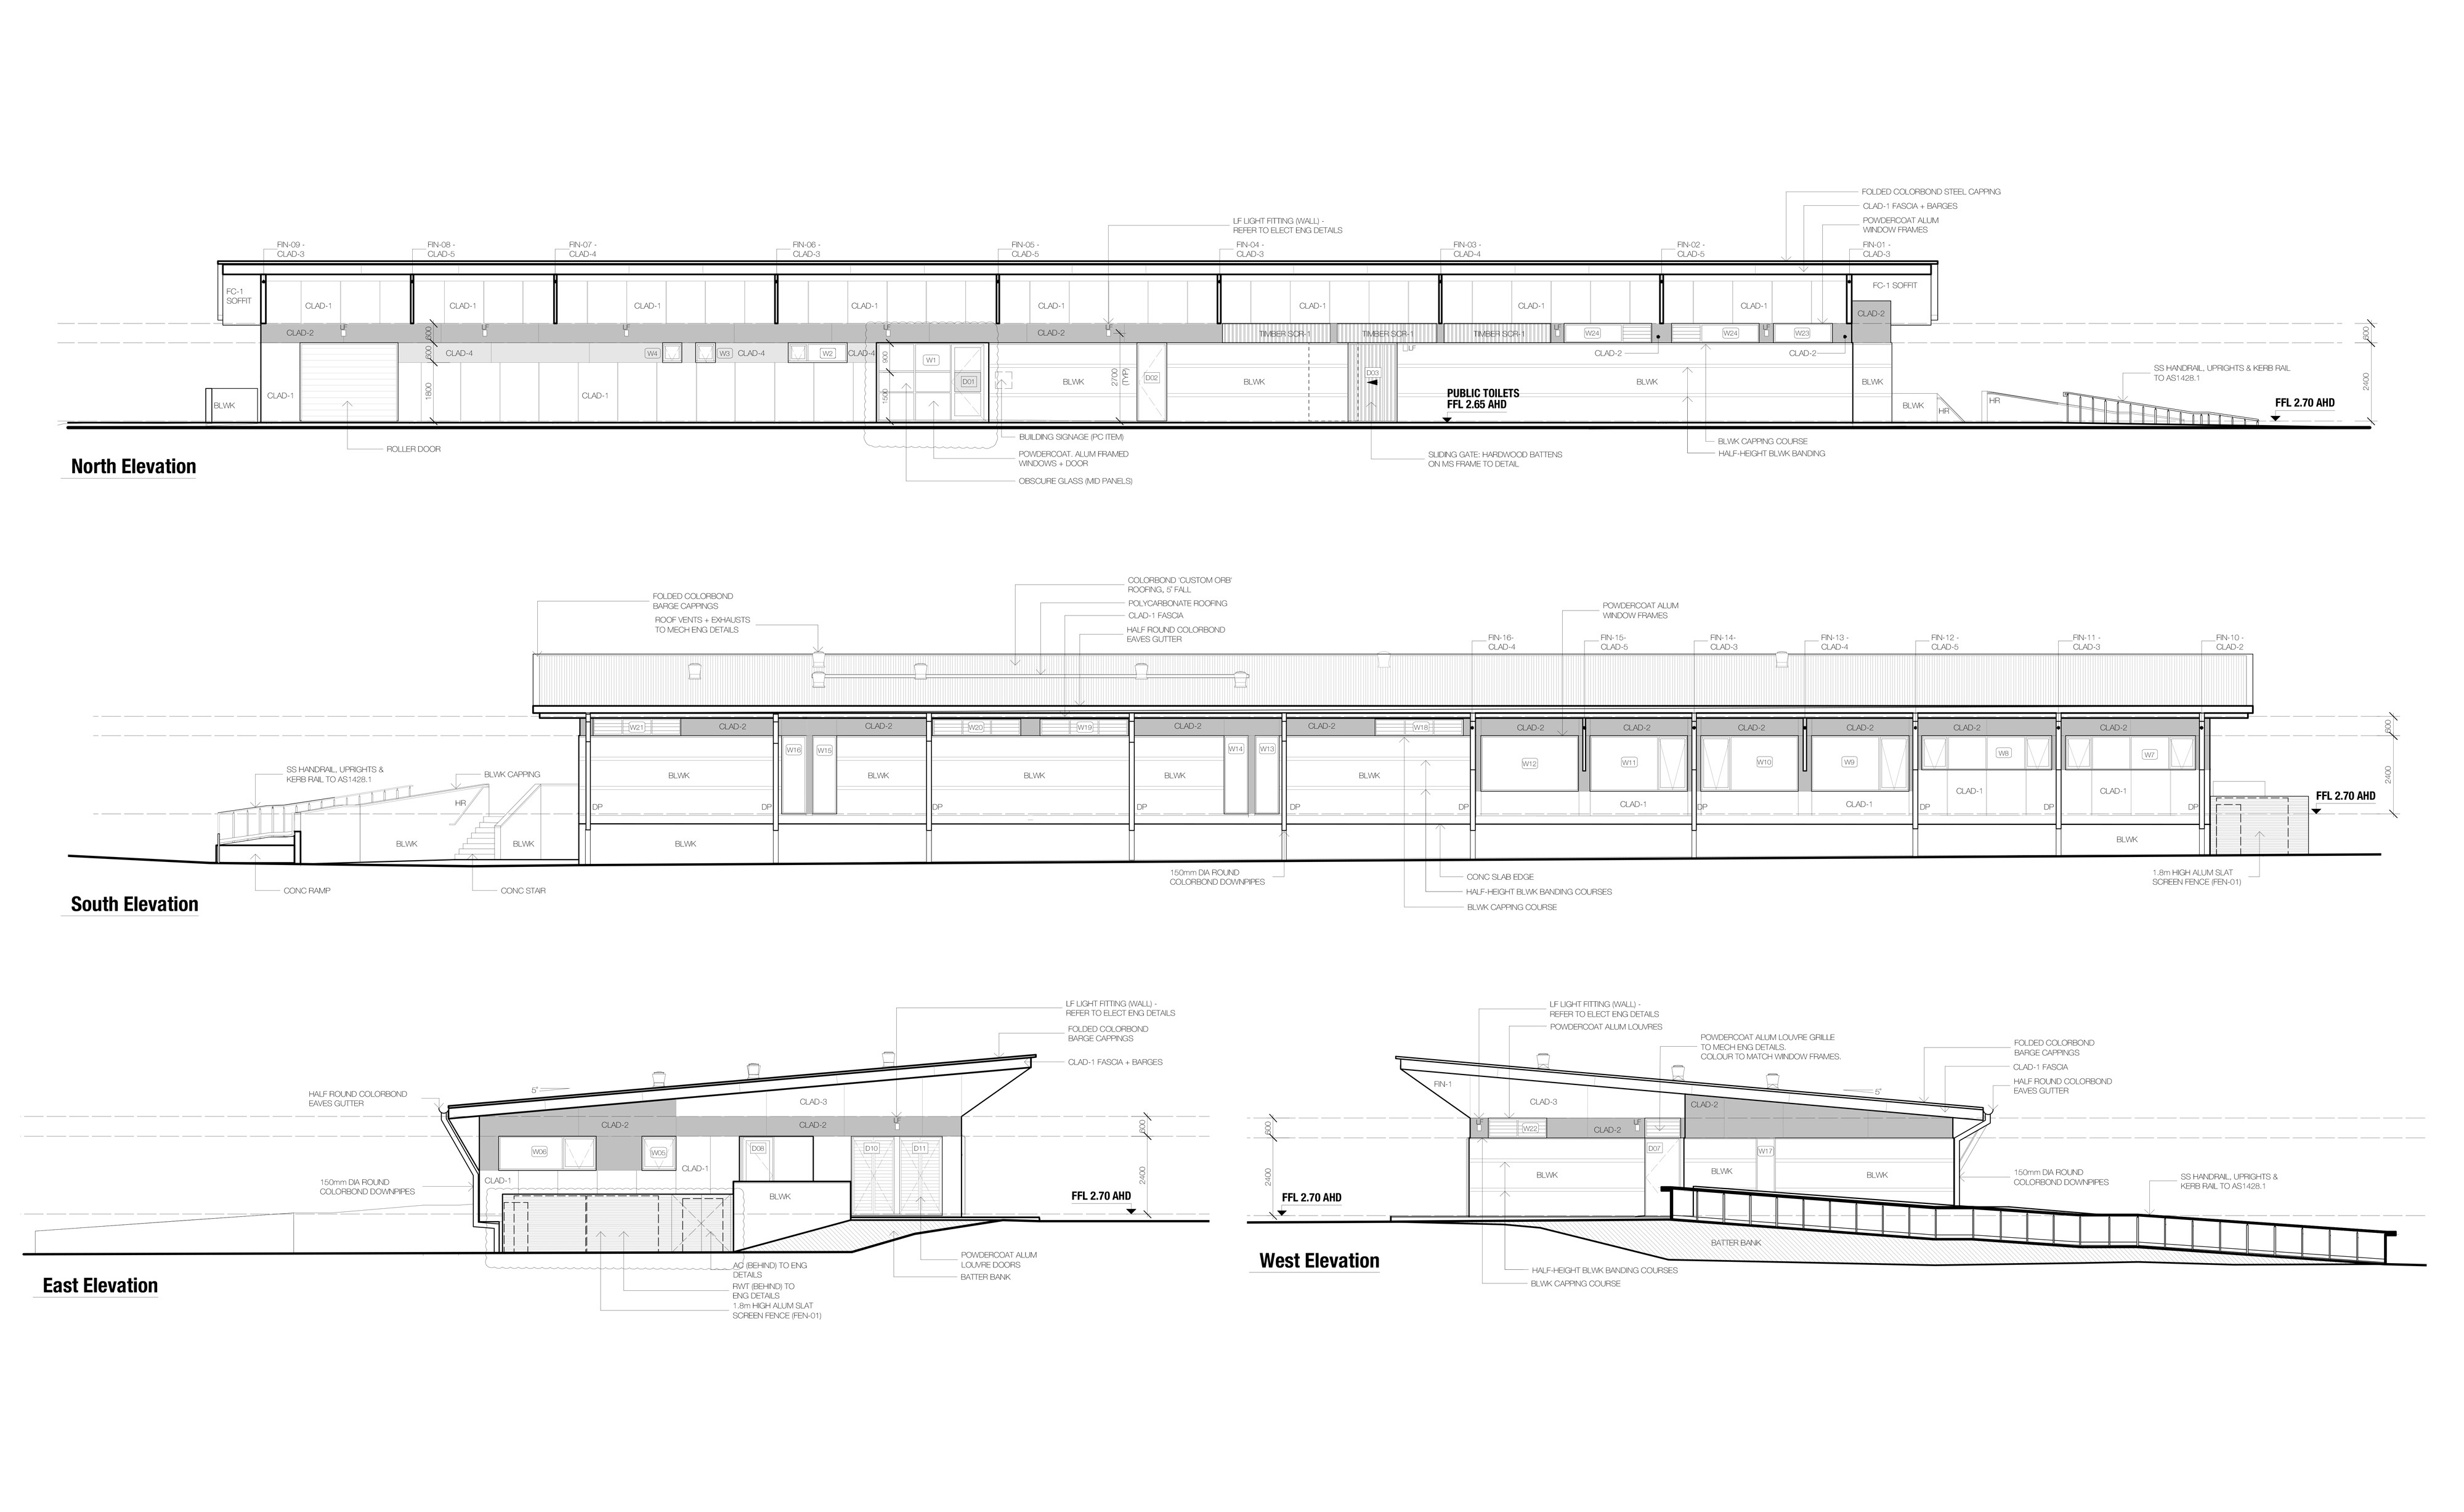 FOLDED COLORBOND STEEL CAPPING
CLAD-1 FASCIA + BARGES
POWDERCOAT ALUM
WINDOW FRAMES
LF LIGHT FITTING (WALL) -
REFER TO ELECT ENG DETAILS
FIN-09 -
CLAD-3
FIN-08 -
CLAD-5
FIN-07 -
CLAD-4
FIN-06 -
CLAD-3
FIN-05 -
CLAD-5
FIN-04 -
CLAD-3
FIN-03 -
CLAD-4
FIN-02 -
CLAD-5
FIN-01 -
CLAD-3
FC-1
SOFFIT
CLAD-1
CLAD-1
CLAD-1
CLAD-1
CLAD-1
CLAD-1
CLAD-1
CLAD-1
FC-1 SOFFIT
CLAD-2
CLAD-2
LF
LF
LF
LF
CLAD-2
LF
TIMBER SCR-1
TIMBER SCR-1
TIMBER SCR-1
LF
W24
W24
LF
W23
600
600
600
CLAD-4
W4
W3
CLAD-4
W2
CLAD-4
W1
900
D01
BLWK
2700
(TYP)
D02
BLWK
D03
LF
CLAD-2
CLAD-2
BLWK
BLWK
2400
BLWK
CLAD-1
1800
CLAD-1
1500
PUBLIC TOILETS
FFL 2.65 AHD
BLWK
HR
HR
SS HANDRAIL, UPRIGHTS & KERB RAIL
TO AS1428.1
FFL 2.70 AHD
ROLLER DOOR
BUILDING SIGNAGE (PC ITEM)
POWDERCOAT. ALUM FRAMED
WINDOWS + DOOR
OBSCURE GLASS (MID PANELS)
SLIDING GATE: HARDWOOD BATTENS
ON MS FRAME TO DETAIL
BLWK CAPPING COURSE
HALF-HEIGHT BLWK BANDING
North Elevation
COLORBOND 'CUSTOM ORB'
ROOFING, 5° FALL
POLYCARBONATE ROOFING
CLAD-1 FASCIA
HALF ROUND COLORBOND
EAVES GUTTER
FOLDED COLORBOND
BARGE CAPPINGS
ROOF VENTS + EXHAUSTS
TO MECH ENG DETAILS
POWDERCOAT ALUM
WINDOW FRAMES
FIN-16-
CLAD-4
FIN-15-
CLAD-5
FIN-14-
CLAD-3
FIN-13 -
CLAD-4
FIN-12 -
CLAD-5
FIN-11 -
CLAD-3
FIN-10 -
CLAD-2
W21
CLAD-2
CLAD-2
W20
W19
CLAD-2
CLAD-2
W18
CLAD-2
CLAD-2
CLAD-2
CLAD-2
CLAD-2
CLAD-2
600
BLWK
W16
W15
BLWK
BLWK
BLWK
W14
W13
BLWK
W12
W11
W10
W9
W8
W7
2400
CLAD-1
CLAD-1
CLAD-1
CLAD-1
DP
DP
DP
DP
DP
DP
DP
DP
DP
DP
FFL 2.70 AHD
SS HANDRAIL, UPRIGHTS &
KERB RAIL TO AS1428.1
BLWK CAPPING
HR
BLWK
BLWK
BLWK
BLWK
CONC RAMP
CONC STAIR
150mm DIA ROUND
COLORBOND DOWNPIPES
CONC SLAB EDGE
HALF-HEIGHT BLWK BANDING COURSES
BLWK CAPPING COURSE
1.8m HIGH ALUM SLAT
SCREEN FENCE (FEN-01)
South Elevation
LF LIGHT FITTING (WALL) -
REFER TO ELECT ENG DETAILS
FOLDED COLORBOND
BARGE CAPPINGS
CLAD-1 FASCIA + BARGES
HALF ROUND COLORBOND
EAVES GUTTER
5°
CLAD-3
CLAD-2
CLAD-2
LF
600
W06
W05
D08
D10
D11
CLAD-1
CLAD-1
BLWK
2400
FFL 2.70 AHD
150mm DIA ROUND
COLORBOND DOWNPIPES
AC (BEHIND) TO ENG
DETAILS
RWT (BEHIND) TO
ENG DETAILS
1.8m HIGH ALUM SLAT
SCREEN FENCE (FEN-01)
POWDERCOAT ALUM
LOUVRE DOORS
BATTER BANK
East Elevation
LF LIGHT FITTING (WALL) -
REFER TO ELECT ENG DETAILS
POWDERCOAT ALUM LOUVRES
POWDERCOAT ALUM LOUVRE GRILLE
TO MECH ENG DETAILS.
COLOUR TO MATCH WINDOW FRAMES.
FOLDED COLORBOND
BARGE CAPPINGS
CLAD-1 FASCIA
HALF ROUND COLORBOND
EAVES GUTTER
FIN-1
CLAD-3
CLAD-2
5°
600
LF
W22
CLAD-2
LF
D07
W17
BLWK
BLWK
BLWK
2400
FFL 2.70 AHD
150mm DIA ROUND
COLORBOND DOWNPIPES
SS HANDRAIL, UPRIGHTS &
KERB RAIL TO AS1428.1
BATTER BANK
HALF-HEIGHT BLWK BANDING COURSES
BLWK CAPPING COURSE
West Elevation